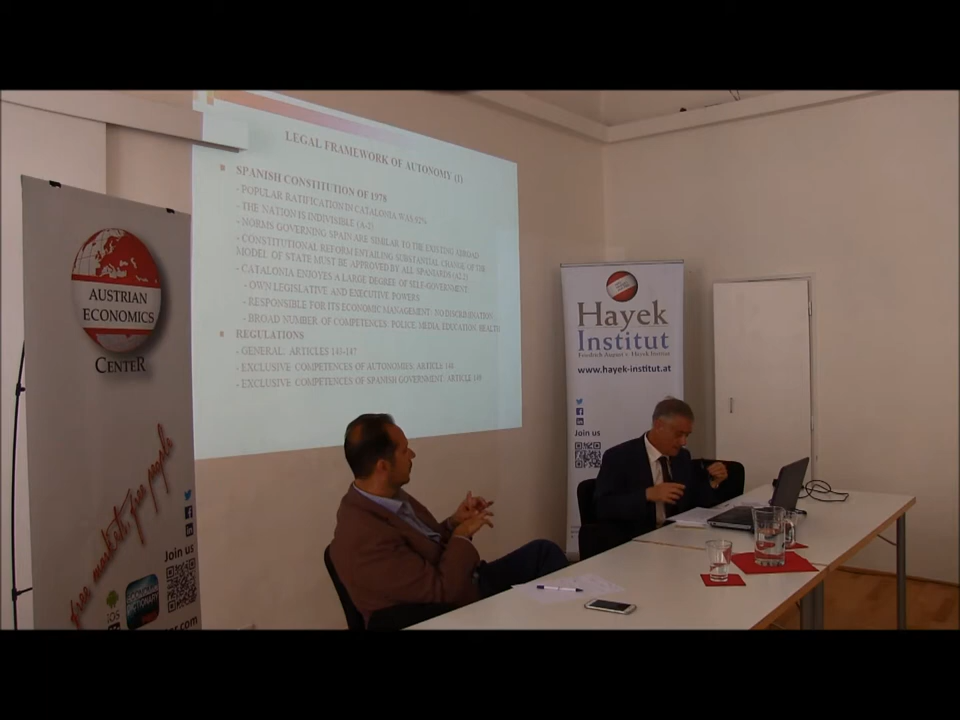 LEGAL FRAMEWORK OF AUTONOMY (I)
SPANISH CONSTITUTION OF 1978
- POPULAR RATIFICATION IN CATALONIA WAS 92%
- THE NATION IS INDIVISIBLE (A-2)
- NORMS GOVERNING SPAIN ARE SIMILAR TO THE EXISTING ABROAD
- CONSTITUTIONAL REFORM ENTAILING SUBSTANTIAL CHANGE OF THE
MODEL OF STATE MUST BE APPROVED BY ALL SPANIARDS
- CATALONIA ENJOYES A LARGE DEGREE OF SELF-GOVERNMENT
- OWN LEGISLATIVE AND EXECUTIVE POWERS
- RESPONSIBLE FOR ITS ECONOMIC MANAGEMENT: NO DISCRIMINATION
- BROAD NUMBER OF COMPETENCES: POLICE, MEDIA, EDUCATION, HEALTH
REGULATIONS
- GENERAL: ARTICLES 143-147
- EXCLUSIVE COMPETENCES OF AUTONOMIES: ARTICLE 148
- EXCLUSIVE COMPETENCES OF SPANISH GOVERNMENT: ARTICLE 149
AUSTRIAN
ECONOMICS
CENTER
free markets, free people
Join us
iOS
.com
Hayek
Institut
Friedrich August v. Hayek Institut
www.hayek-institut.at
Join us